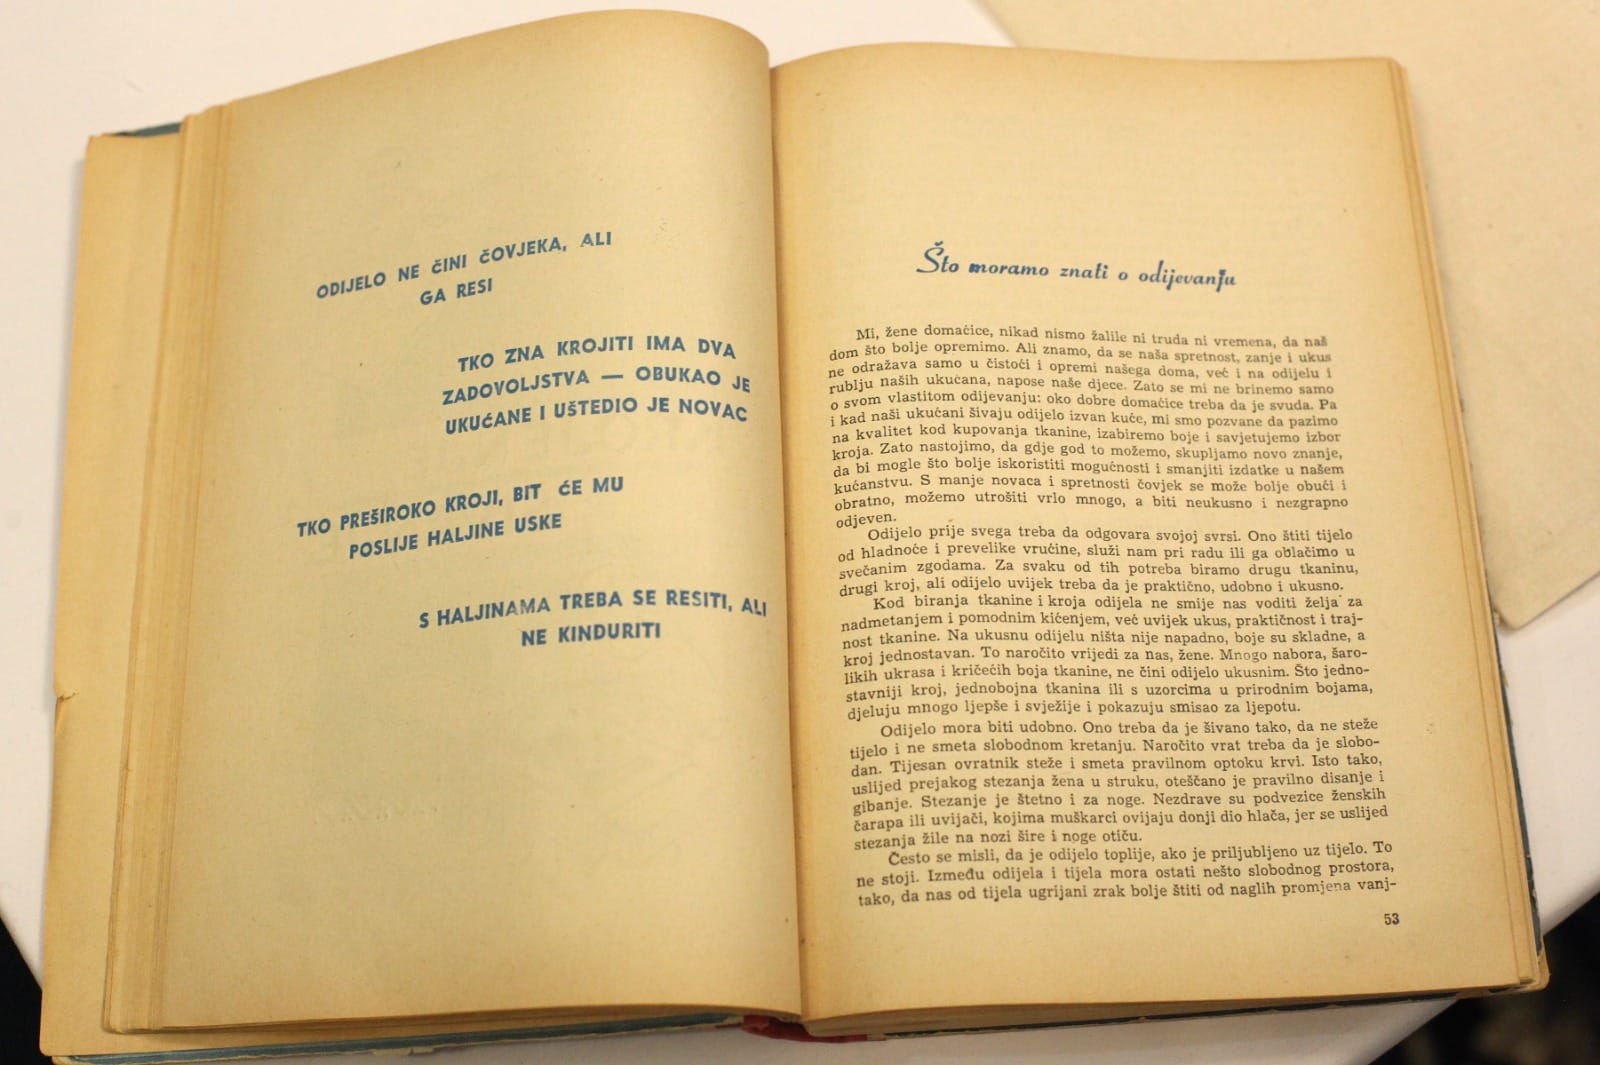 ODIJELO NE ČINI ČOVJEKA, ALI
GA RESI
TKO ZNA KROJITI IMA DVA
ZADOVOLJSTVA — OBUKAO JE
UKUĆANE I UŠTEDIO JE NOVAC
TKO PREŠIROKO KROJI, BIT ĆE MU
POSLIJE HALJINE USKE
S HALJINAMA TREBA SE RESITI, ALI
NE KINDURITI
Što moramo znati o odijevanju
Mi, žene domaćice, nikad nismo žalile ni truda ni vremena, da naš
dom što bolje opremimo. Ali znamo, da se naša spretnost, zanje i ukus
ne odražava samo u čistoći i opremi našega doma, već i na odijelu i
rublju naših ukućana, napose naše djece. Zato se mi ne brinemo samo
o svom vlastitom odijevanju: oko dobre domaćice treba da je svuda. Pa
i kad naši ukućani šivaju odijelo izvan kuće, mi smo pozvane da pazimo
na kvalitet kod kupovanja tkanine, izabiremo boje i savjetujemo izbor
kroja. Zato nastojimo, da gdje god to možemo, skupljamo novo znanje,
da bi mogle što bolje iskoristiti mogućnosti i smanjiti izdatke u našem
kućanstvu. S manje novaca i spretnosti čovjek se može bolje obući i
obratno, možemo utrošiti vrlo mnogo, a biti neukusno i nezgrapno
odjeven.
Odijelo prije svega treba da odgovara svojoj svrsi. Ono štiti tijelo
od hladnoće i prevelike vrućine, služi nam pri radu ili ga oblačimo u
svečanim zgodama. Za svaku od tih potreba biramo drugu tkaninu,
drugi kroj, ali odijelo uvijek treba da je praktično, udobno i ukusno.
Kod biranja tkanine i kroja odijela ne smije nas voditi želja za
nadmetanjem i pomodnim kićenjem, već uvijek ukus, praktičnost i traj-
nost tkanine. Na ukusnu odijelu ništa nije napadno, boje su skladne, a
kroj jednostavan. To naročito vrijedi za nas, žene. Mnogo nabora, šaro-
likih ukrasa i kričećih boja tkanine, ne čini odijelo ukusnim. Što jedno-
stavniji kroj, jednobojna tkanina ili s uzorcima u prirodnim bojama,
djeluju mnogo ljepše i svježije i pokazuju smisao za ljepotu.
Odijelo mora biti udobno. Ono treba da je šivano tako, da ne steže
tijelo i ne smeta slobodnom kretanju. Naročito vrat treba da je slobo-
dan. Tijesan ovratnik steže i smeta pravilnom optoku krvi. Isto tako,
uslijed prejakog stezanja žena u struku, otešćano je pravilno disanje i
gibanje. Stezanje je štetno i za noge. Nezdrave su podvezice ženskih
čarapa ili uvijači, kojima muškarci ovijaju donji dio hlača, jer se uslijed
stezanja žile na nozi šire i noge otiču.
Često se misli, da je odijelo toplije, ako je priljubljeno uz tijelo. To
ne stoji. Između odijela i tijela mora ostati nešto slobodnog prostora,
tako, da nas od tijela ugrijani zrak bolje štiti od naglih promjena vanj-
53